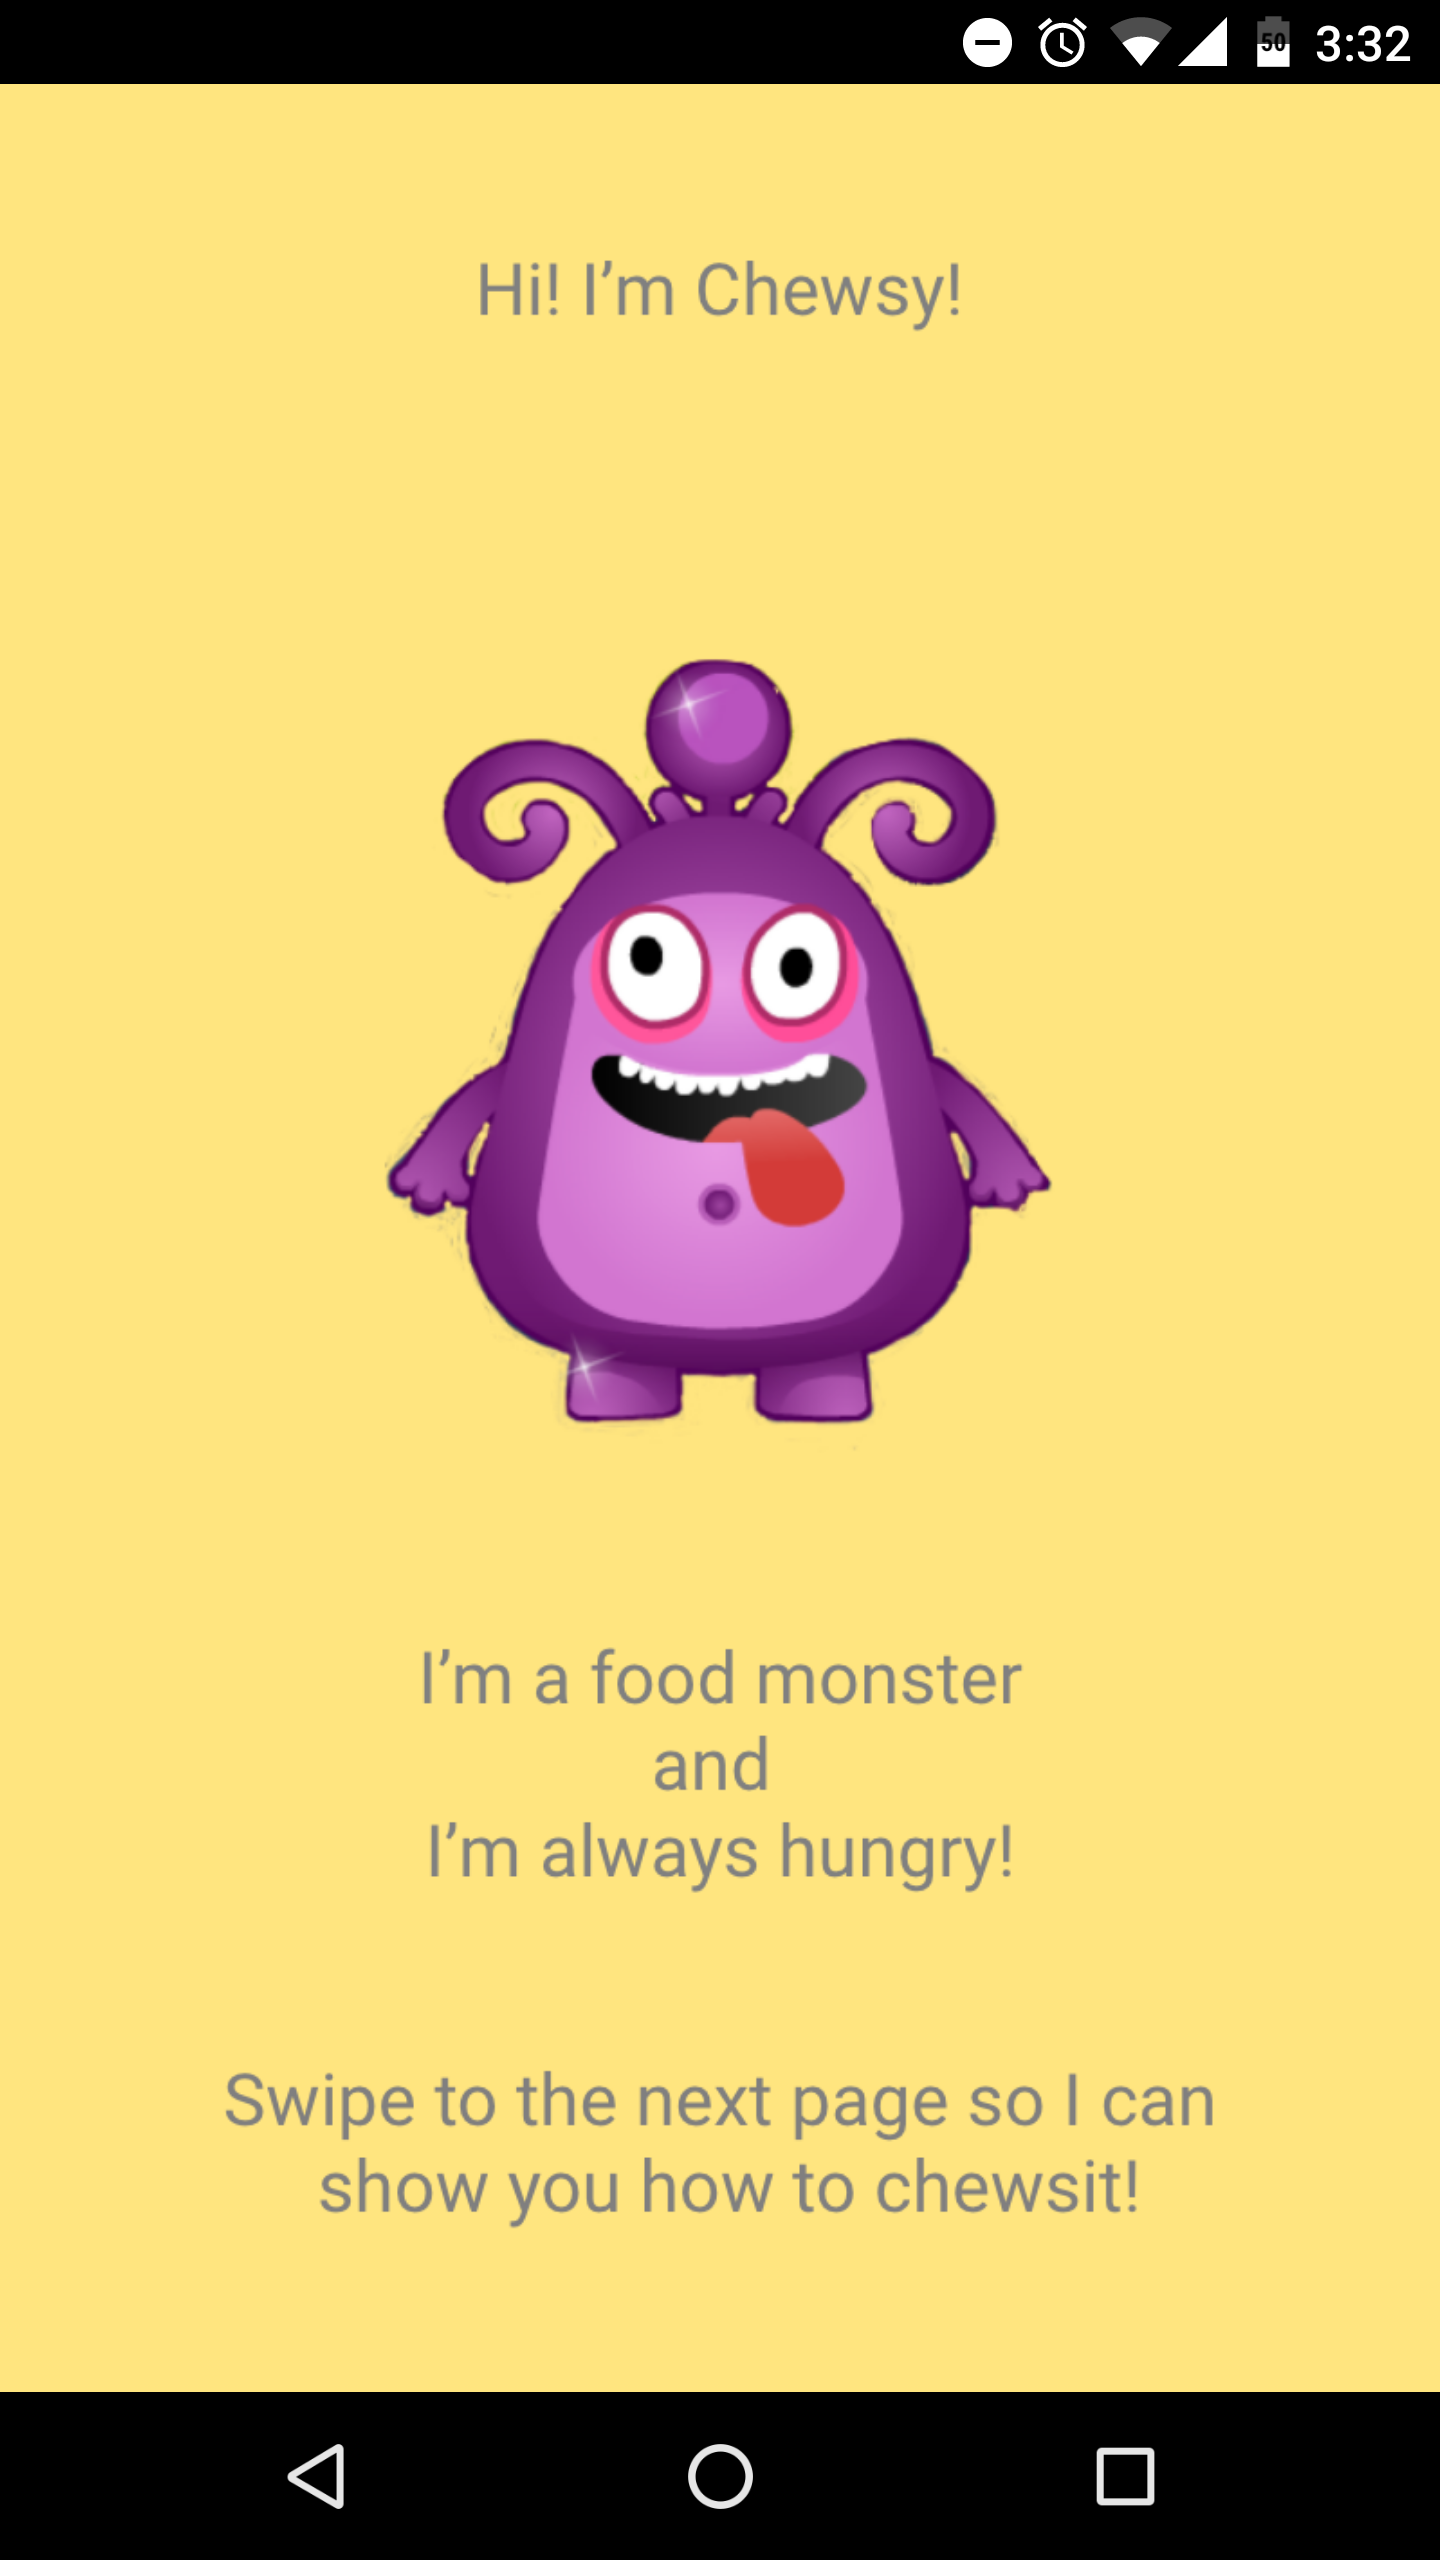 50 3:32
Hi! I’m Chewsy!
I’m a food monster
and
I’m always hungry!
Swipe to the next page so I can
show you how to chewsit!